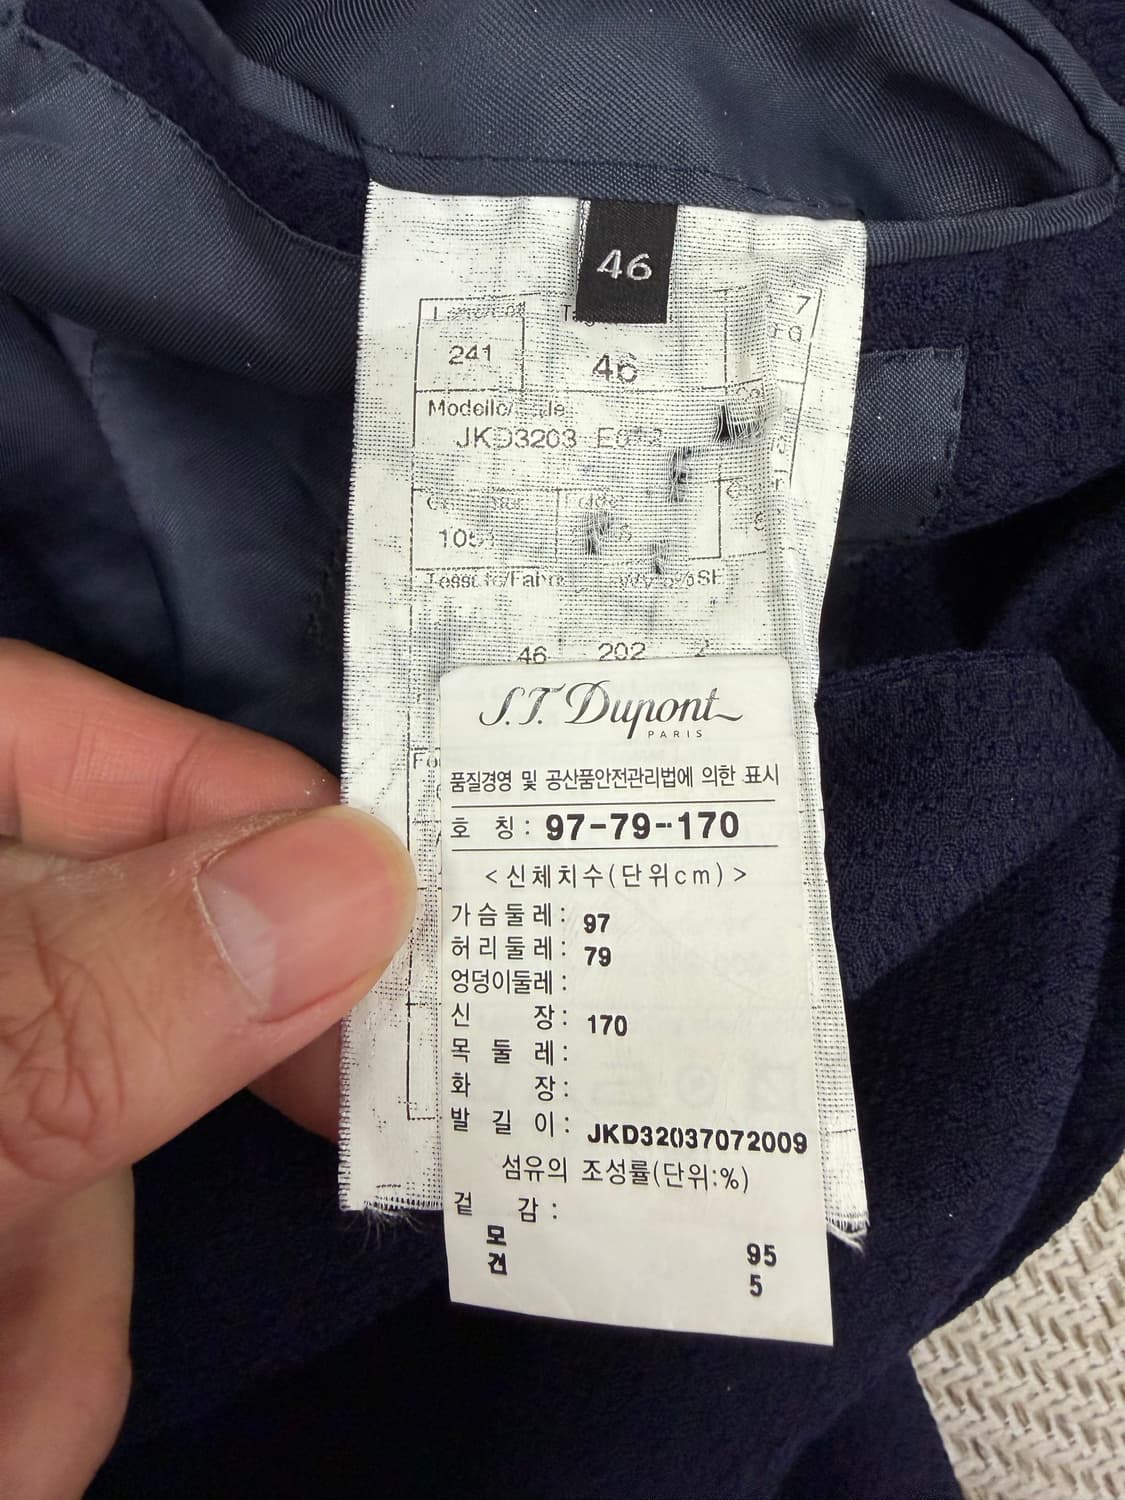 46
7
241
46
Modello/
JKD3203
46 202 2
S.T. Dupont
PARIS
품질경영 및 공산품안전관리법에 의한 표시
호 칭: 97-79-170
<신체치수(단위cm)>
가슴둘레: 97
허리둘레: 79
엉덩이둘레:
신 장: 170
목 둘 레:
화 장:
발 길 이: JKD32037072009
섬유의 조성률(단위:%)
겉 감:
모 95
견 5